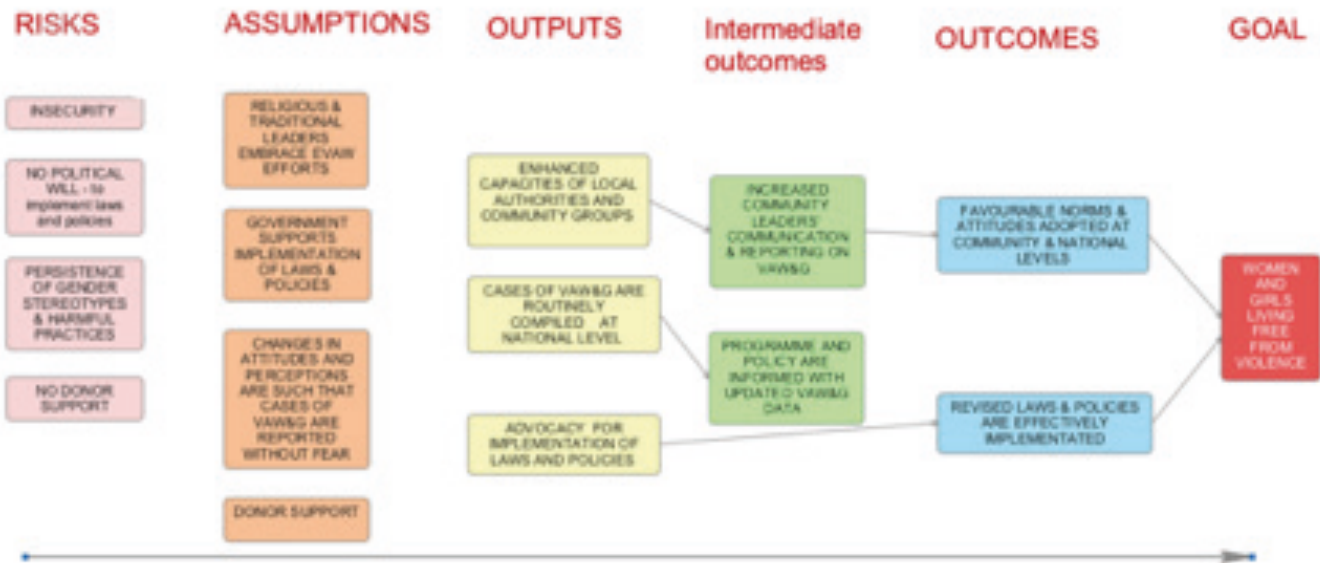 RISKS
ASSUMPTIONS
OUTPUTS
Intermediate
outcomes
OUTCOMES
GOAL
INSECURITY
NO POLITICAL
WILL - to
implement laws
and policies
PERSISTENCE
OF GENDER
STEREOTYPES
& HARMFUL
PRACTICES
NO DONOR
SUPPORT
RELIGIOUS &
TRADITIONAL
LEADERS
EMBRACE EVAW
EFFORTS
GOVERNMENT
SUPPORTS
IMPLEMENTATION
OF LAWS &
POLICIES
CHANGES IN
ATTITUDES AND
PERCEPTIONS
ARE SUCH THAT
CASES OF
VAW&G ARE
REPORTED
WITHOUT FEAR
DONOR SUPPORT
ENHANCED
CAPACITIES OF LOCAL
AUTHORITIES AND
COMMUNITY GROUPS
CASES OF VAW&G ARE
ROUTINELY
COMPILED AT
NATIONAL LEVEL
ADVOCACY FOR
IMPLEMENTATION OF
LAWS AND POLICIES
INCREASED
COMMUNITY
LEADERS'
COMMUNICATION
& REPORTING ON
VAW&G
PROGRAMME AND
POLICY ARE
INFORMED WITH
UPDATED VAW&G
DATA
FAVOURABLE NORMS &
ATTITUDES ADOPTED AT
COMMUNITY & NATIONAL
LEVELS
REVISED LAWS & POLICIES
ARE EFFECTIVELY
IMPLEMENTATED
WOMEN
AND
GIRLS
LIVING
FREE
FROM
VIOLENCE